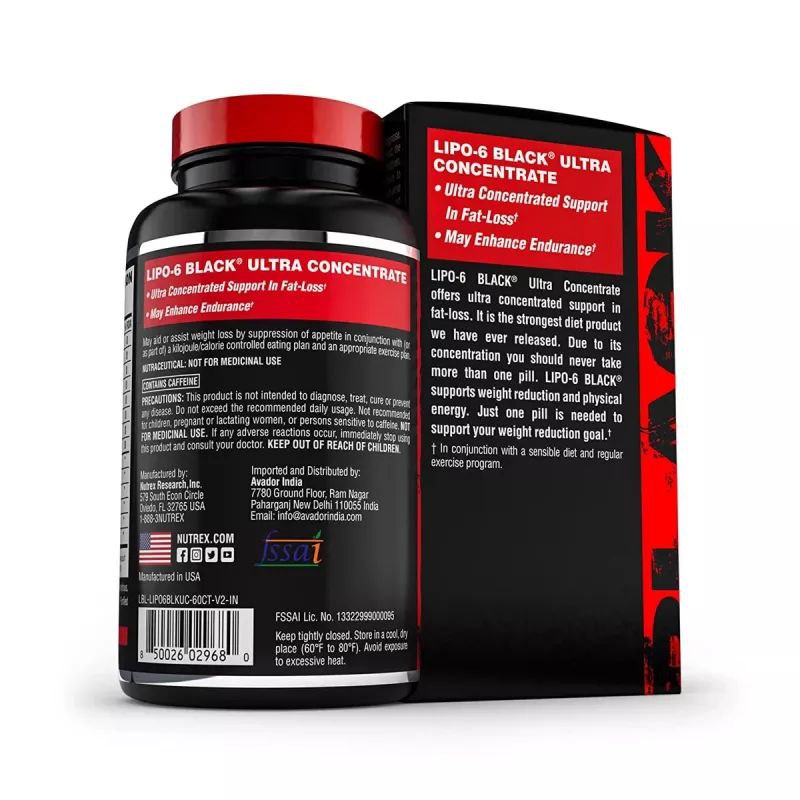 LIPO-6 BLACK® ULTRA CONCENTRATE
• Ultra Concentrated Support In Fat-Loss†
• May Enhance Endurance†
May aid or assist weight loss by suppression of appetite in conjunction with (or
as part of) a kilojoule/calorie controlled eating plan and an appropriate exercise plan.
NUTRACEUTICAL: NOT FOR MEDICINAL USE
CONTAINS CAFFEINE
PRECAUTIONS: This product is not intended to diagnose, treat, cure or prevent
any disease. Do not exceed the recommended daily usage. Not recommended
for children, pregnant or lactating women, or persons sensitive to caffeine. NOT
FOR MEDICINAL USE. If any adverse reactions occur, immediately stop using
this product and consult your doctor. KEEP OUT OF REACH OF CHILDREN.
Manufactured by:
Nutrex Research,Inc.
579 South Econ Circle
Oviedo, FL 32765 USA
1-888-3NUTREX
Imported and Distributed by:
Avador India
7780 Ground Floor, Ram Nagar
Paharganj New Delhi 110055 India
Email: info@avadorindia.com
NUTREX.COM
fssai
Manufactured in USA
LBL-LIPO6BLKUC-60CT-V2-IN
8 50026 02968 0
FSSAI Lic. No. 13322999000095
Keep tightly closed. Store in a cool, dry
place (60°F to 80°F). Avoid exposure
to excessive heat.
LIPO-6 BLACK® ULTRA
CONCENTRATE
• Ultra Concentrated Support
In Fat-Loss†
• May Enhance Endurance†
LIPO-6 BLACK® Ultra Concentrate
offers ultra concentrated support in
fat-loss. It is the strongest diet product
we have ever released. Due to its
concentration you should never take
more than one pill. LIPO-6 BLACK®
supports weight reduction and physical
energy. Just one pill is needed to
support your weight reduction goal.†
† In conjunction with a sensible diet and regular
exercise program.
BLACK